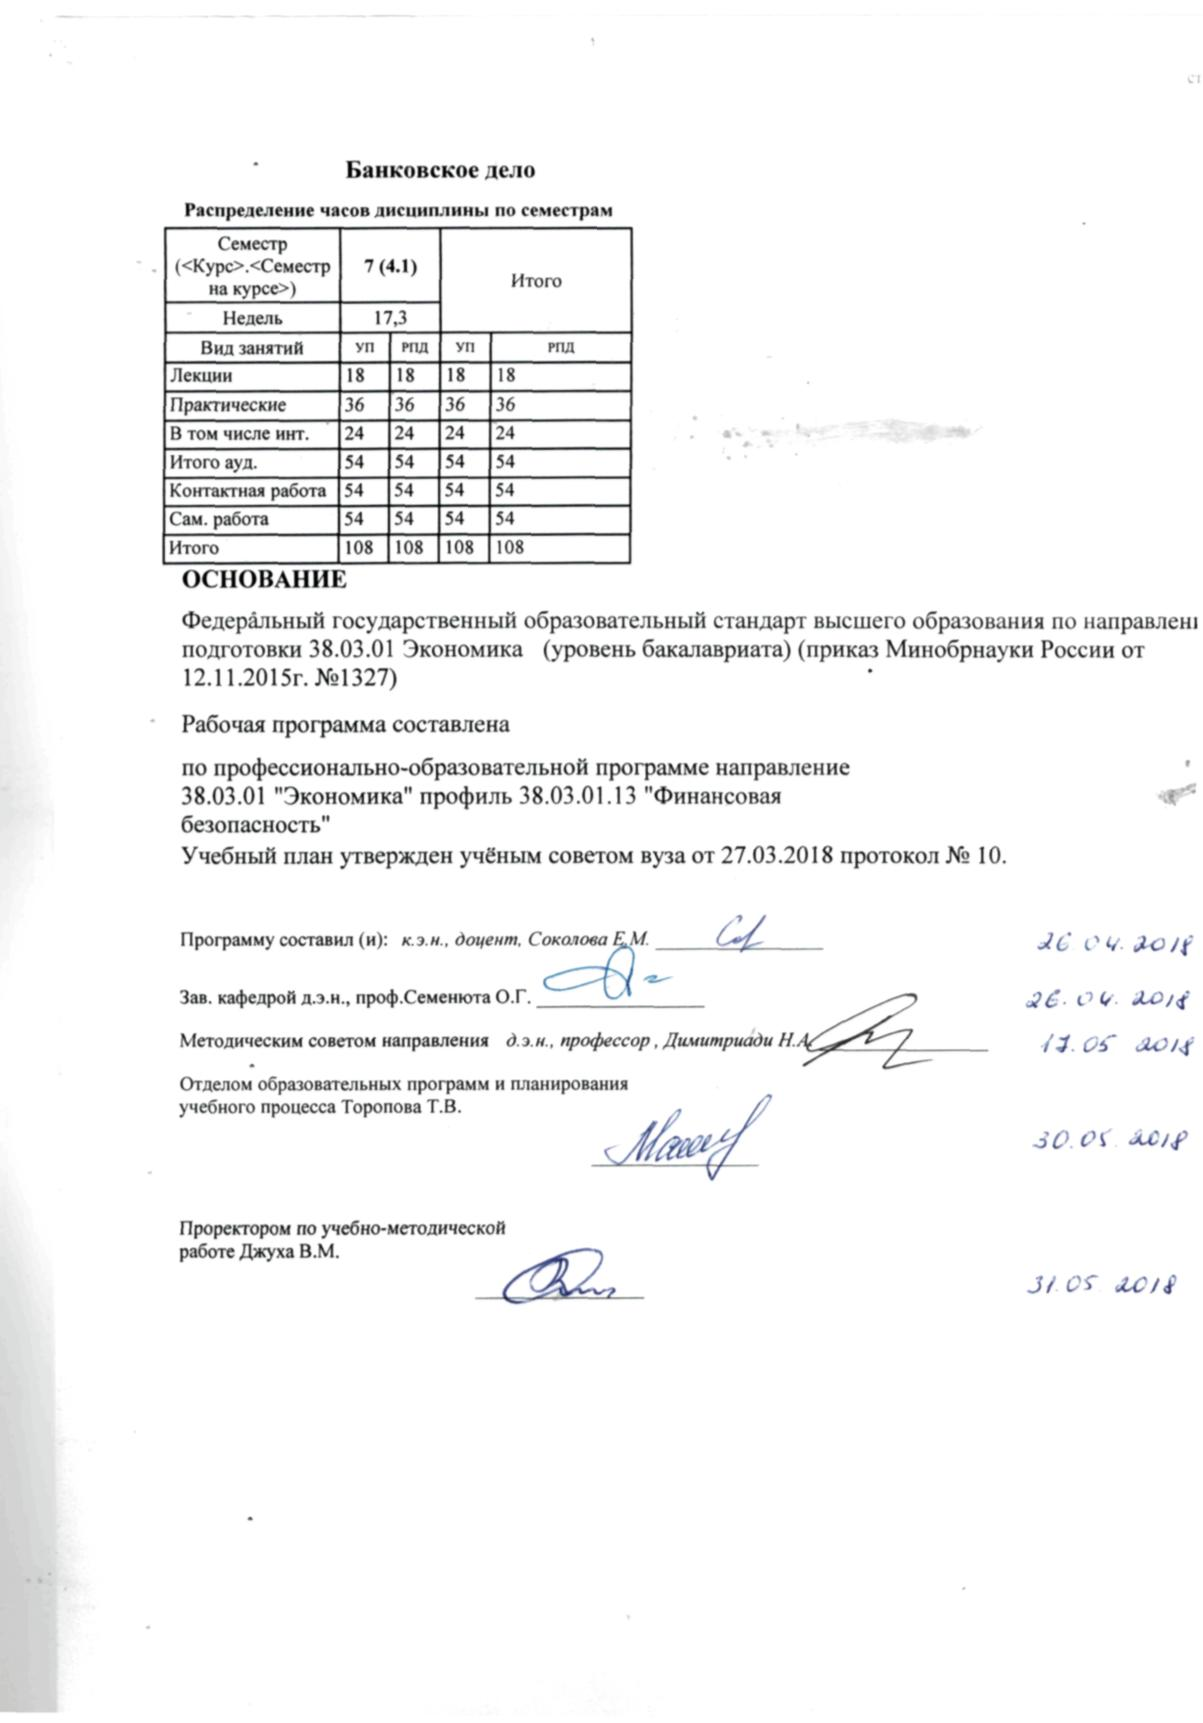 Банковское дело
Распределение часов дисциплины по семестрам
Семестр
(<Курс>.<Семестр
на курсе>)
7 (4.1)
Итого
Недель 17,3
Вид занятий УП РПД УП РПД
Лекции 18 18 18 18
Практические 36 36 36 36
В том числе инт. 24 24 24 24
Итого ауд. 54 54 54 54
Контактная работа 54 54 54 54
Сам. работа 54 54 54 54
Итого 108 108 108 108
ОСНОВАНИЕ
Федеральный государственный образовательный стандарт высшего образования по направлени
подготовки 38.03.01 Экономика (уровень бакалавриата) (приказ Минобрнауки России от
12.11.2015г. №1327)
Рабочая программа составлена
по профессионально-образовательной программе направление
38.03.01 "Экономика" профиль 38.03.01.13 "Финансовая
безопасность"
Учебный план утвержден учёным советом вуза от 27.03.2018 протокол № 10.
Программу составил (и): к.э.н., доцент, Соколова Е.М. 26.04.2018
Зав. кафедрой д.э.н., проф.Семенюта О.Г. 26.04.2018
Методическим советом направления д.э.н., профессор , Димитриади Н.А. 17.05 2018
Отделом образовательных программ и планирования
учебного процесса Торопова Т.В.
30.05.2018
Проректором по учебно-методической
работе Джуха В.М.
31.05.2018